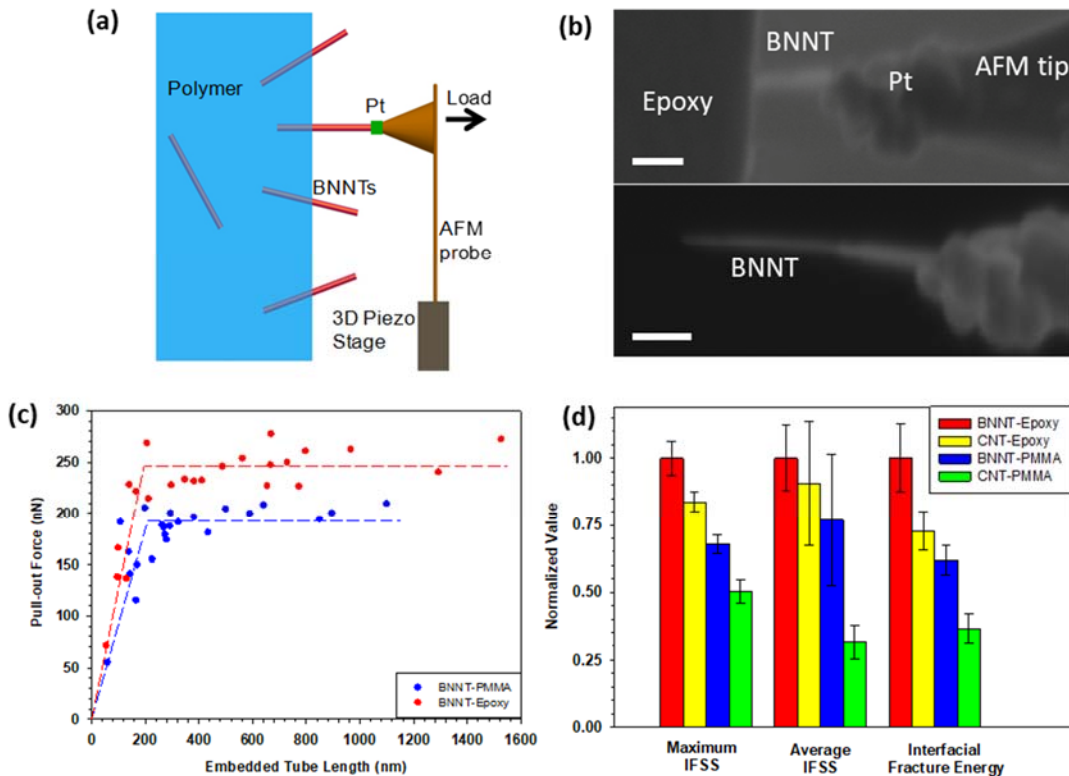 (a)
Polymer
Pt
Load
BNNTs
AFM
probe
3D Piezo
Stage
(b)
BNNT
AFM tip
Pt
Epoxy
BNNT
(c)
300
250
200
150
100
50
0
Pull-out Force (nN)
0 200 400 600 800 1000 1200 1400 1600
Embedded Tube Length (nm)
BNNT-PMMA
BNNT-Epoxy
(d)
1.00
0.75
0.50
0.25
0.00
Normalized Value
BNNT-Epoxy
CNT-Epoxy
BNNT-PMMA
CNT-PMMA
Maximum
IFSS
Average
IFSS
Interfacial
Fracture Energy